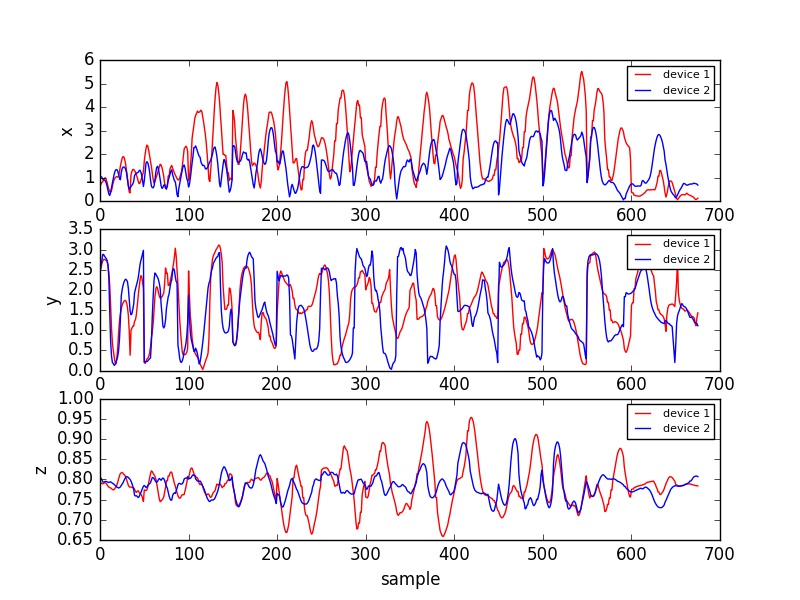 6
5
4
3
2
1
0
x
device 1
device 2
0 100 200 300 400 500 600 700
3.5
3.0
2.5
2.0
1.5
1.0
0.5
0.0
y
device 1
device 2
0 100 200 300 400 500 600 700
1.00
0.95
0.90
0.85
0.80
0.75
0.70
0.65
z
device 1
device 2
0 100 200 300 400 500 600 700
sample